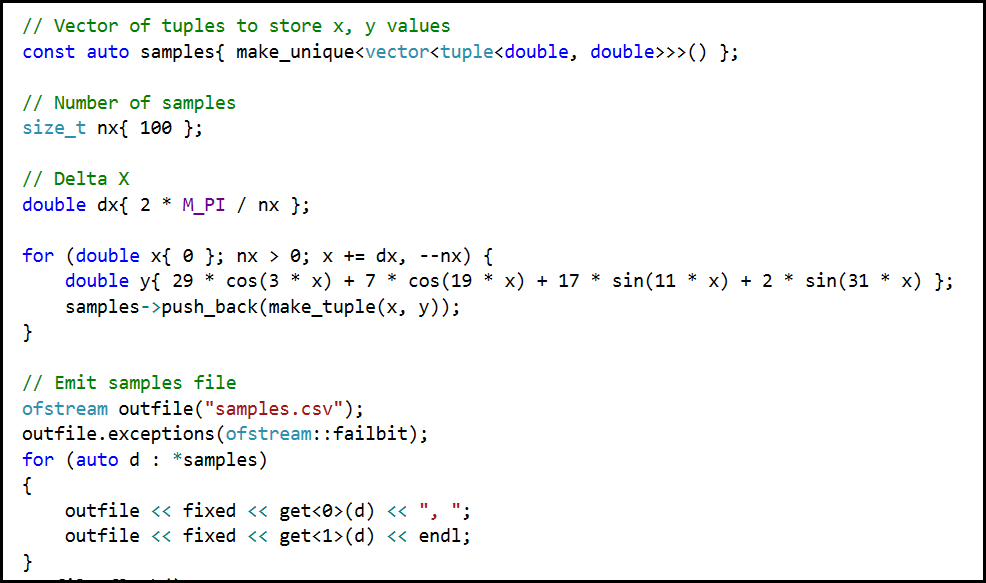 // Vector of tuples to store x, y values
const auto samples{ make_unique<vector<tuple<double, double>>>() };
// Number of samples
size_t nx{ 100 };
// Delta X
double dx{ 2 * M_PI / nx };
for (double x{ 0 }; nx > 0; x += dx, --nx) {
    double y{ 29 * cos(3 * x) + 7 * cos(19 * x) + 17 * sin(11 * x) + 2 * sin(31 * x) };
    samples->push_back(make_tuple(x, y));
}
// Emit samples file
ofstream outfile("samples.csv");
outfile.exceptions(ofstream::failbit);
for (auto d : *samples)
{
    outfile << fixed << get<0>(d) << ", ";
    outfile << fixed << get<1>(d) << endl;
}